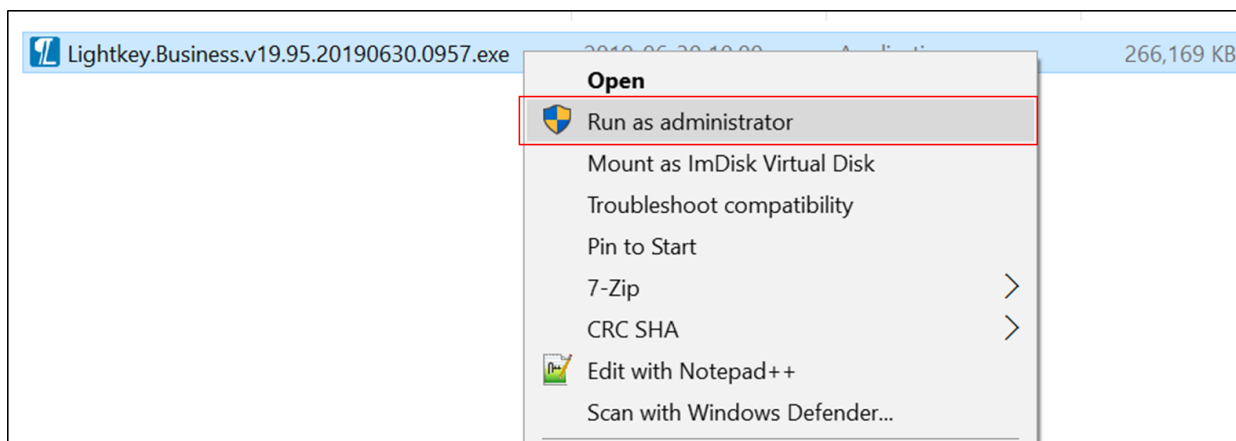 Lightkey.Business.v19.95.20190630.0957.exe 266,169 KB
Open
Run as administrator
Mount as ImDisk Virtual Disk
Troubleshoot compatibility
Pin to Start
7-Zip
CRC SHA
Edit with Notepad++
Scan with Windows Defender...